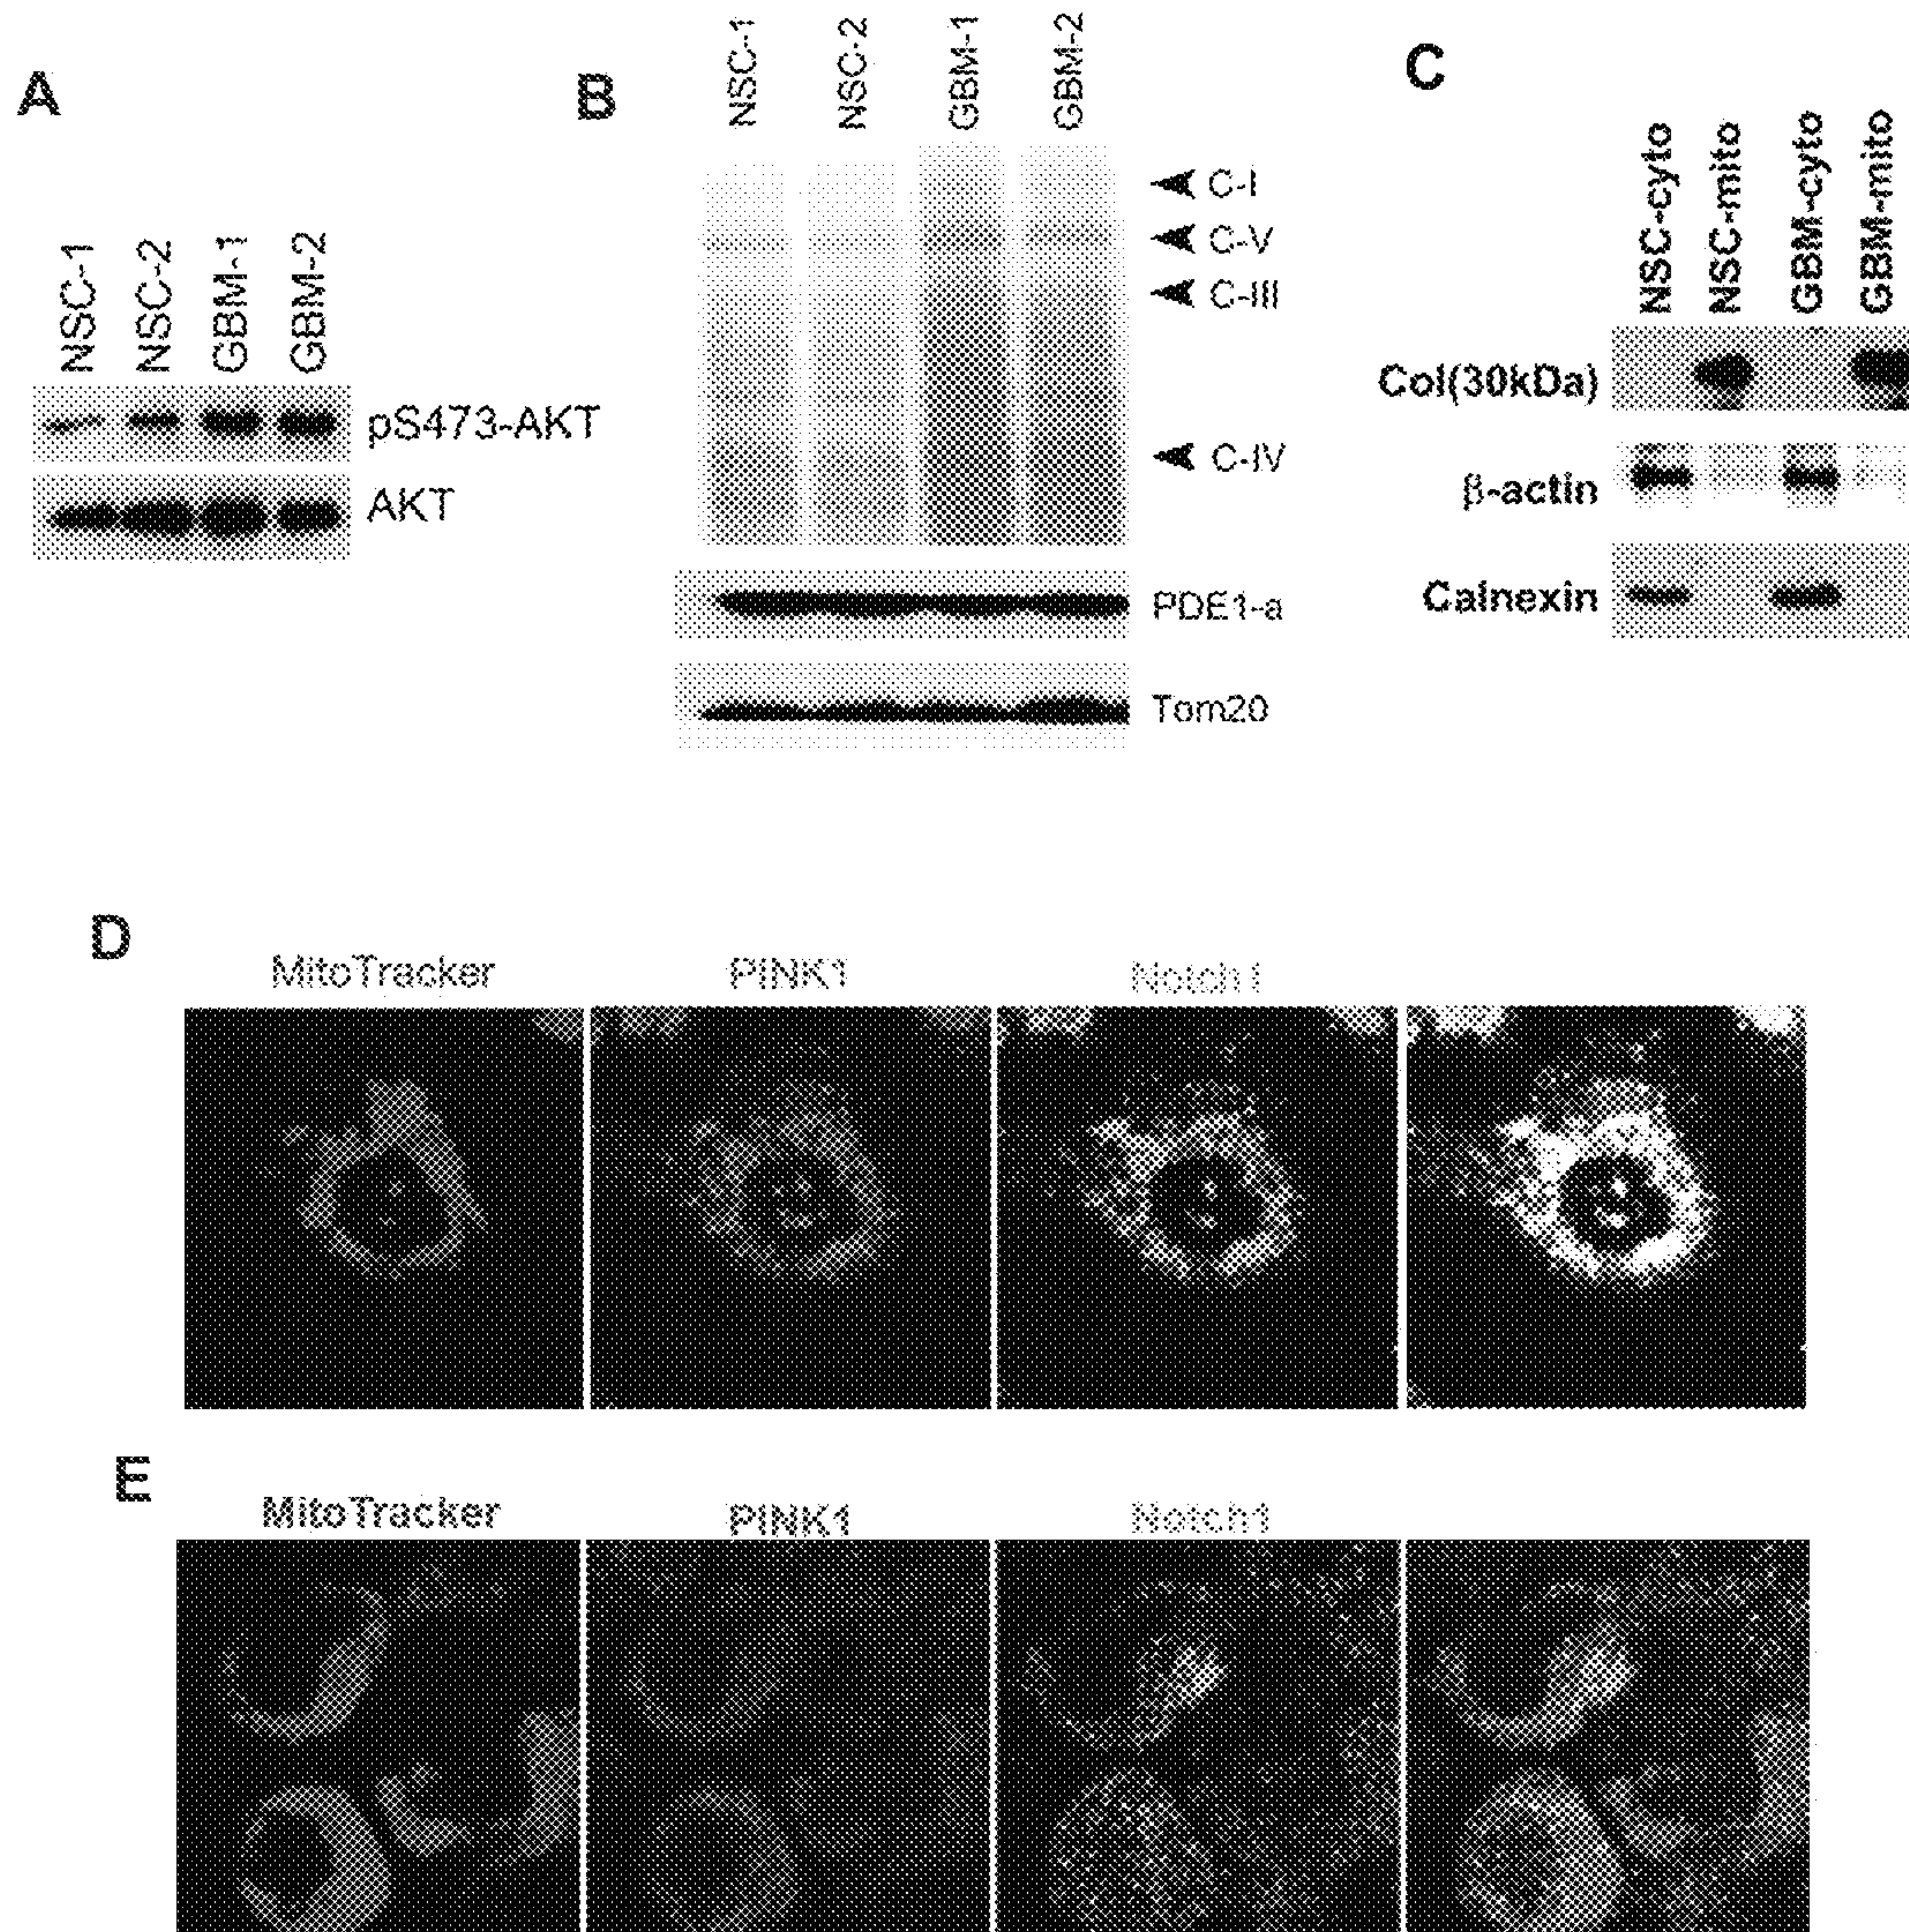 A
NSC-1
NSC-2
GBM-1
GBM-2
pS473-AKT
AKT
B
NSC-1
NSC-2
GBM-1
GBM-2
C-I
C-V
C-III
C-IV
PDE1-a
Tom20
C
NSC-cyto
NSC-mito
GBM-cyto
GBM-mito
CoI(30kDa)
β-actin
Calnexin
D
MitoTracker
PINK1
Notch1
E
MitoTracker
PINK1
Notch1